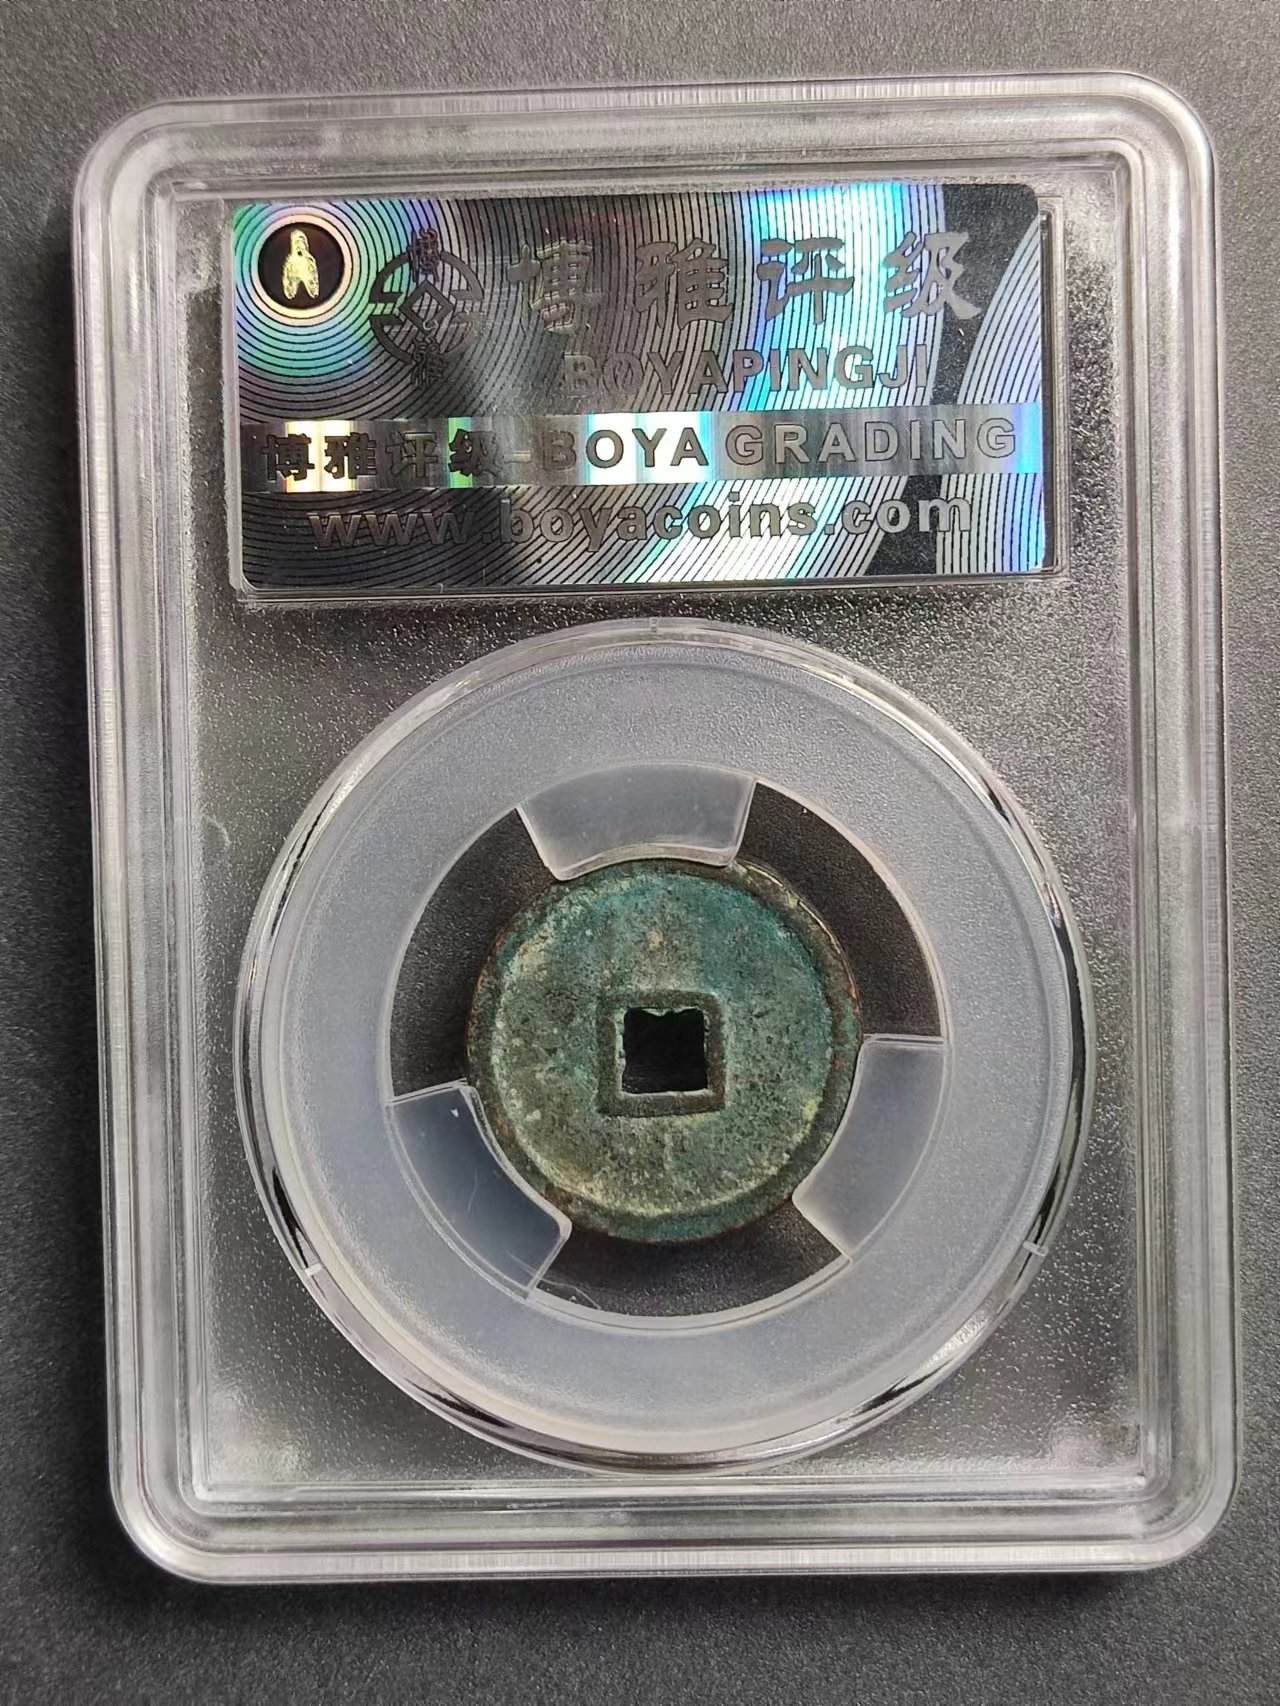 博雅评级
BOYAPINGJI
博雅评级-BOYA GRADING
www.boyacoins.com